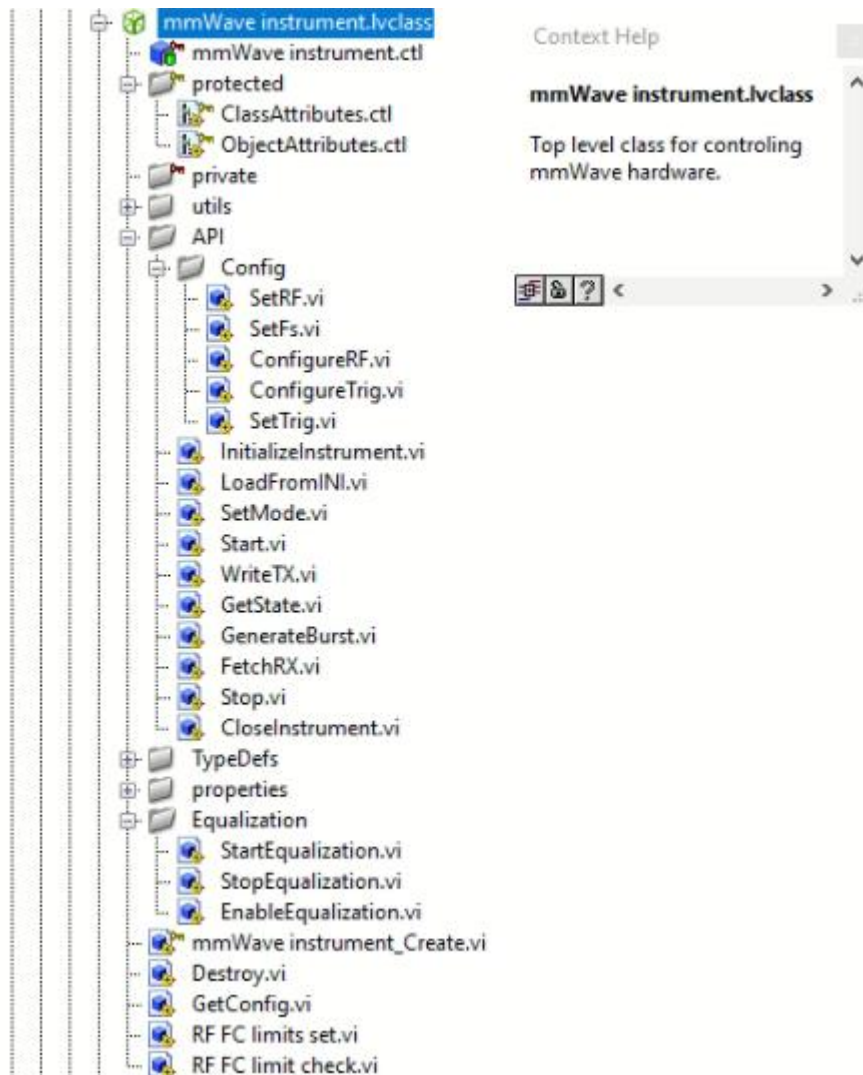 mmWave instrument.lvclass
mmWave instrument.ctl
protected
ClassAttributes.ctl
ObjectAttributes.ctl
private
utils
API
Config
SetRF.vi
SetFs.vi
ConfigureRF.vi
ConfigureTrig.vi
SetTrig.vi
InitializeInstrument.vi
LoadFromINI.vi
SetMode.vi
Start.vi
WriteTX.vi
GetState.vi
GenerateBurst.vi
FetchRX.vi
Stop.vi
CloseInstrument.vi
TypeDefs
properties
Equalization
StartEqualization.vi
StopEqualization.vi
EnableEqualization.vi
mmWave instrument_Create.vi
Destroy.vi
GetConfig.vi
RF FC limits set.vi
RF FC limit check.vi
Context Help
mmWave instrument.lvclass
Top level class for controling
mmWave hardware.
?